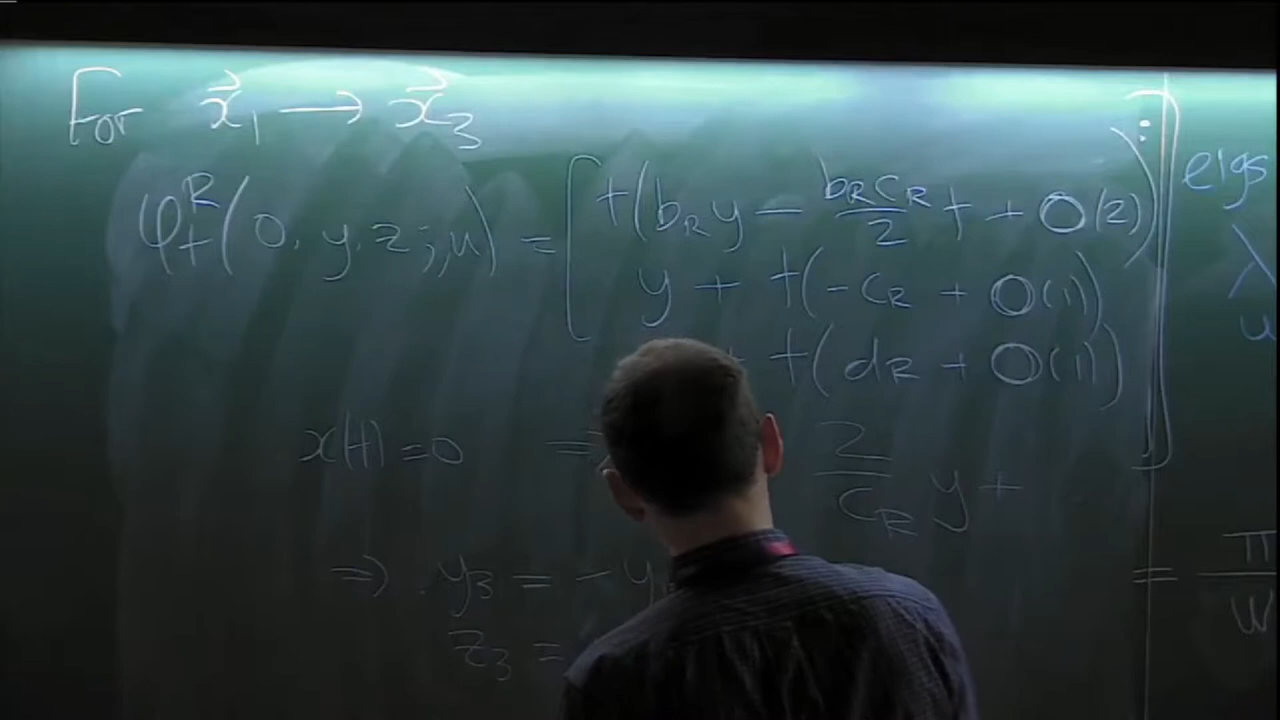 For x⃗₁ ⟶ x⃗₃
eigs
φₜᴿ(0, y, z; μ) = [ t(b_R y − b_R c_R / 2 t + O(2))
λ
y + t(−c_R + O(1))
+ t(d_R + O(1)) ]
x(t) = 0 ⇒ 2 / c_R y +
⇒ y₃ = − y
= π /
z₃ =